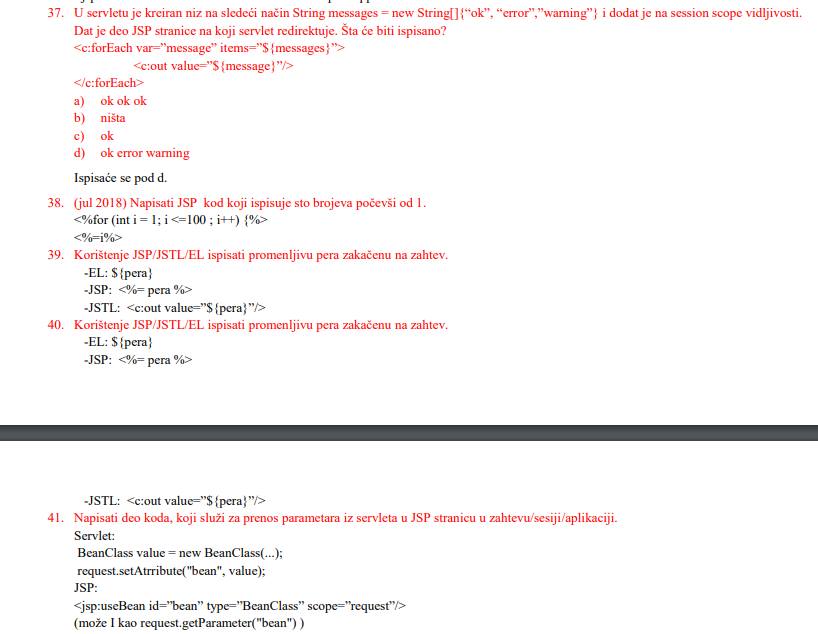 37. U servletu je kreiran niz na sledeći način String messages = new String[]{“ok”, “error”,”warning”} i dodat je na session scope vidljivosti.
Dat je deo JSP stranice na koji servlet redirektuje. Šta će biti ispisano?
<c:forEach var=”message” items=”${messages}”>
<c:out value=”${message}”/>
</c:forEach>
a) ok ok ok
b) ništa
c) ok
d) ok error warning
Ispisaće se pod d.
38. (jul 2018) Napisati JSP kod koji ispisuje sto brojeva počevši od 1.
<%for (int i = 1; i <=100 ; i++) {%>
<%=i%>
39. Korištenje JSP/JSTL/EL ispisati promenljivu pera zakačenu na zahtev.
-EL: ${pera}
-JSP: <%= pera %>
-JSTL: <c:out value=”${pera}”/>
40. Korištenje JSP/JSTL/EL ispisati promenljivu pera zakačenu na zahtev.
-EL: ${pera}
-JSP: <%= pera %>
-JSTL: <c:out value=”${pera}”/>
41. Napisati deo koda, koji služi za prenos parametara iz servleta u JSP stranicu u zahtevu/sesiji/aplikaciji.
Servlet:
BeanClass value = new BeanClass(...);
request.setAtrribute("bean", value);
JSP:
<jsp:useBean id=”bean” type=”BeanClass” scope=”request”/>
(može I kao request.getParameter("bean") )